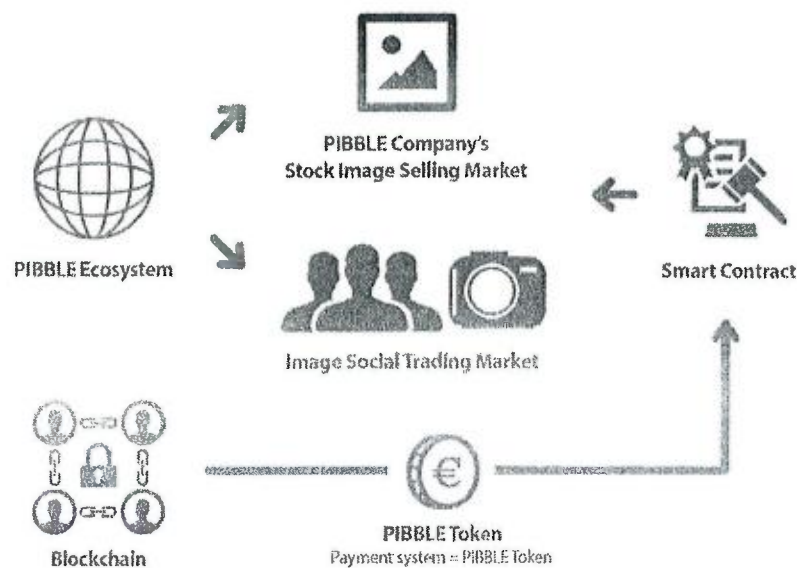 PIBBLE Company's
Stock Image Selling Market
PIBBLE Ecosystem
Smart Contract
Image Social Trading Market
€
PIBBLE Token
Payment system = PIBBLE Token
Blockchain